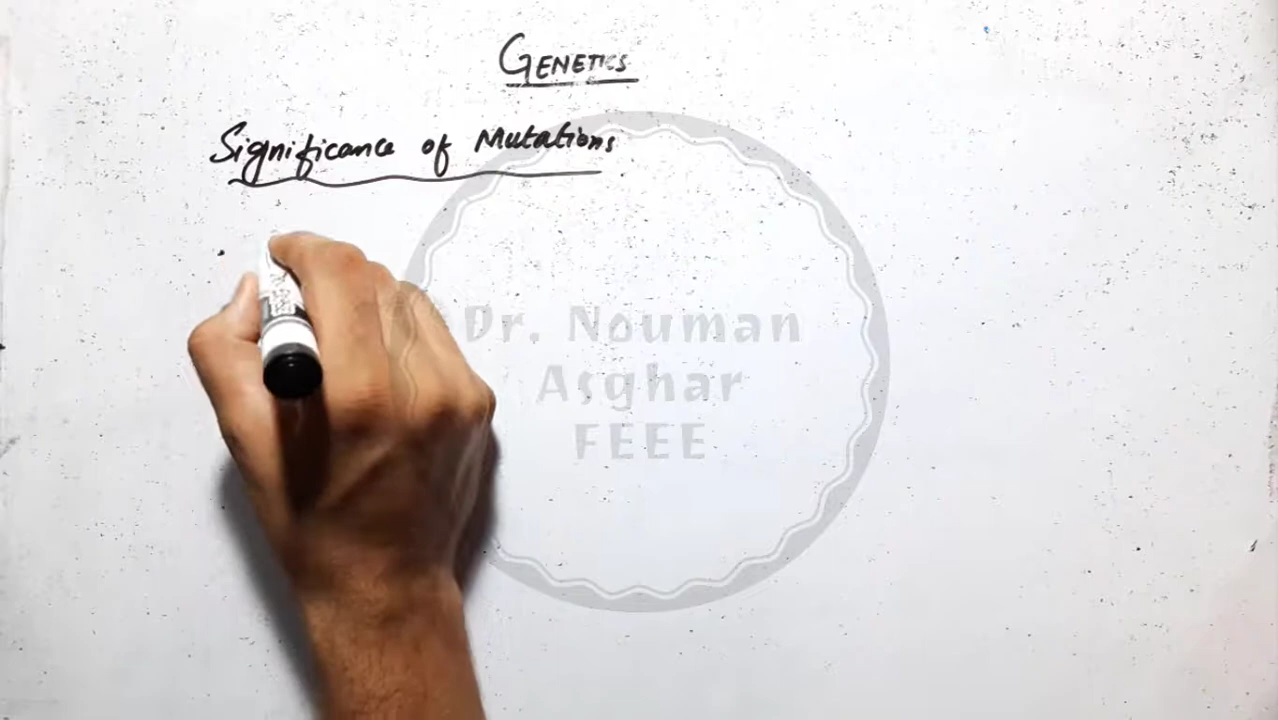 GENETICS
Significance of Mutations
Dr. Nouman
Asghar
FEEE